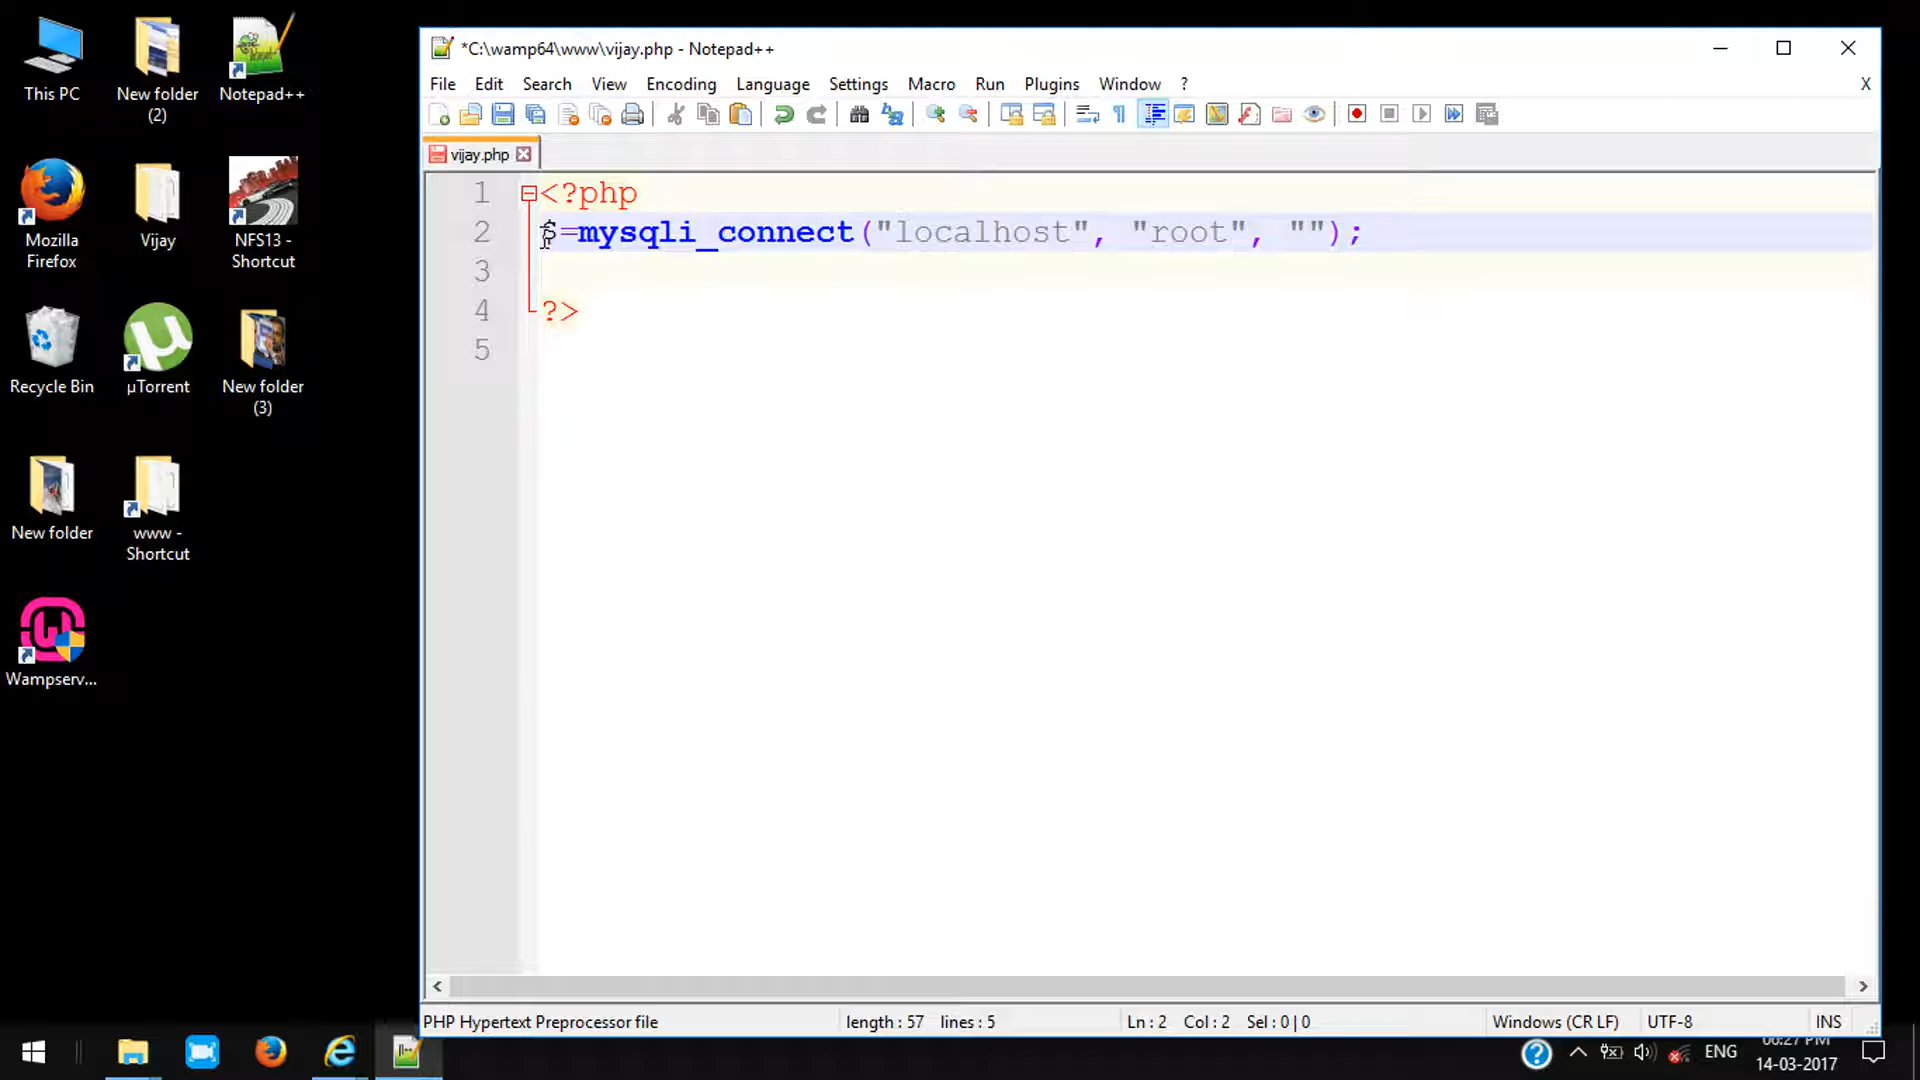 This PC
New folder (2)
Notepad++
Mozilla Firefox
Vijay
NFS13 - Shortcut
Recycle Bin
µTorrent
New folder (3)
New folder
www - Shortcut
Wampserv...
*C:\wamp64\www\vijay.php - Notepad++
File Edit Search View Encoding Language Settings Macro Run Plugins Window ? X
vijay.php
1 <?php
2 $=mysqli_connect("localhost", "root", "");
3
4 ?>
5
PHP Hypertext Preprocessor file length : 57 lines : 5 Ln : 2 Col : 2 Sel : 0 | 0 Windows (CR LF) UTF-8 INS
ENG
06:27 PM
14-03-2017